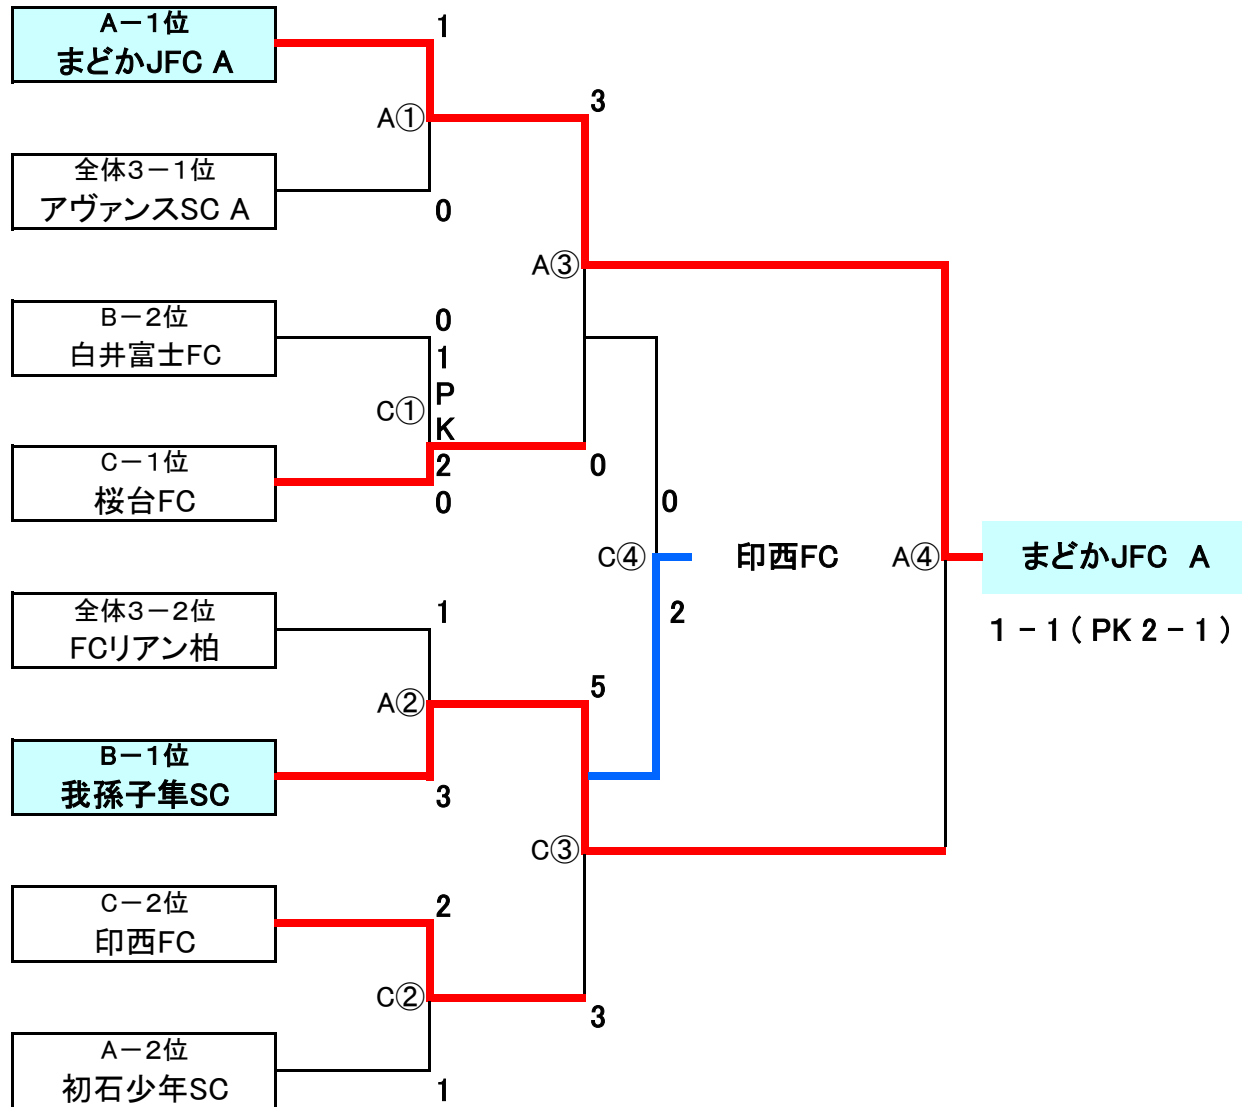 A－1位
まどかJFC A
全体3－1位
アヴァンスSC A
B－2位
白井富士FC
C－1位
桜台FC
全体3－2位
FCリアン柏
B－1位
我孫子隼SC
C－2位
印西FC
A－2位
初石少年SC
1
A①
0
0
1
P
K
2
0
C①
1
A②
3
2
C②
1
3
A③
0
5
C③
3
0
C④
2
印西FC
A④
まどかJFC A
1 － 1 ( PK 2 － 1 )